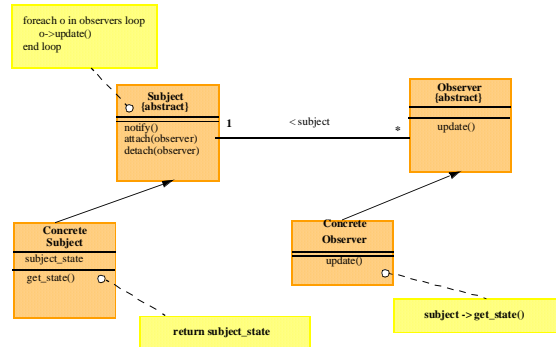 foreach o in observers loop
o->update()
end loop
Subject
{abstract}
notify()
attach(observer)
detach(observer)
1
< subject
*
Observer
{abstract}
update()
Concrete
Subject
subject_state
get_state()
Concrete
Observer
update()
return subject_state
subject -> get_state()